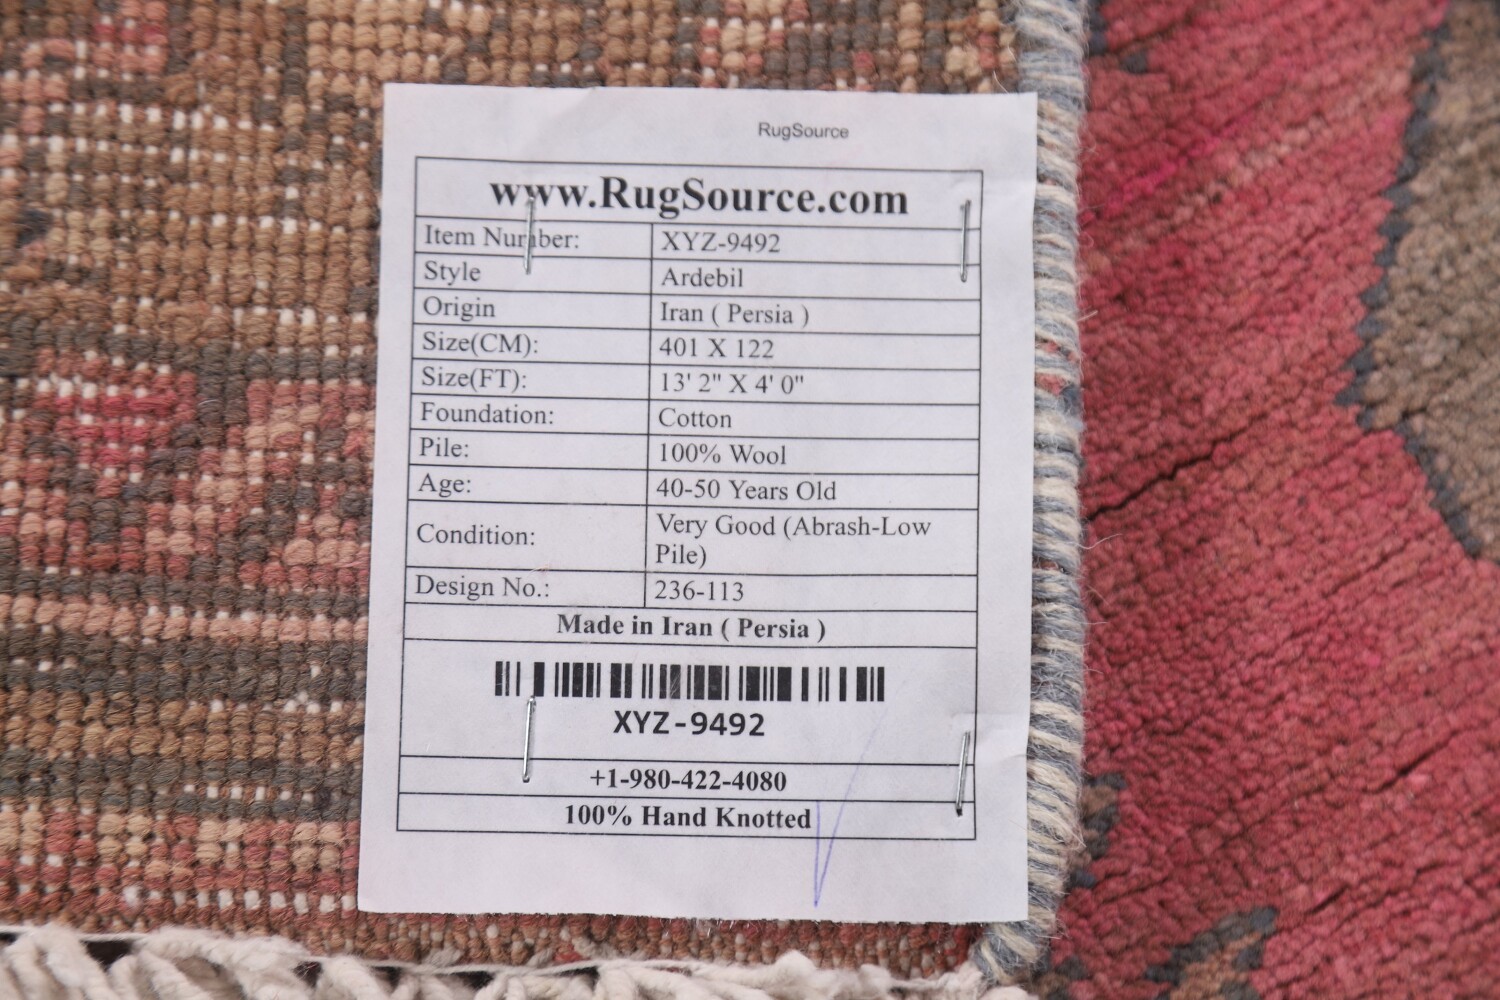 RugSource
www.RugSource.com
Item Number: XYZ-9492
Style Ardebil
Origin Iran ( Persia )
Size(CM): 401 X 122
Size(FT): 13' 2" X 4' 0"
Foundation: Cotton
Pile: 100% Wool
Age: 40-50 Years Old
Condition: Very Good (Abrash-Low
Pile)
Design No.: 236-113
Made in Iran ( Persia )
XYZ-9492
+1-980-422-4080
100% Hand Knotted